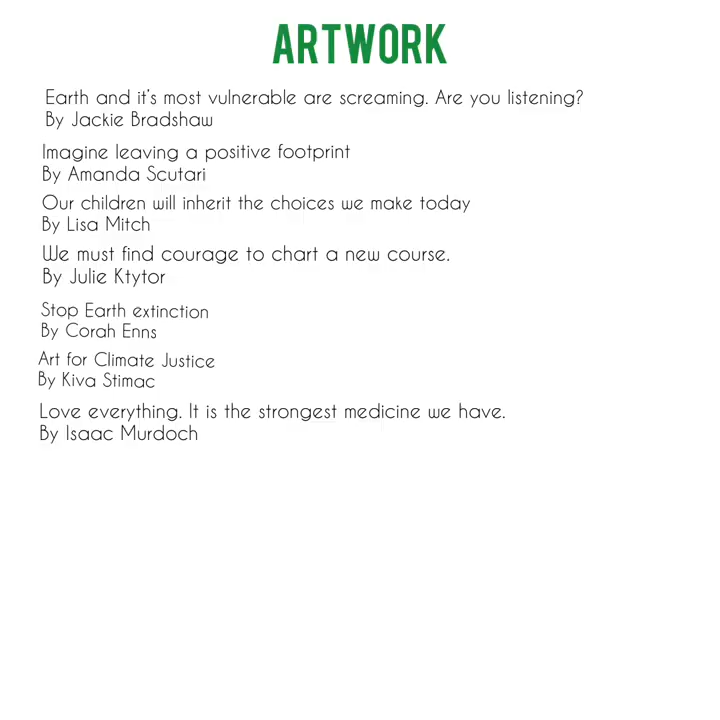 ARTWORK
Earth and it's most vulnerable are screaming. Are you listening?
By Jackie Bradshaw
Imagine leaving a positive footprint
By Amanda Scutari
Our children will inherit the choices we make today
By Lisa Mitch
We must find courage to chart a new course.
By Julie Ktytor
Stop Earth extinction
By Corah Enns
Art for Climate Justice
By Kiva Stimac
Love everything. It is the strongest medicine we have.
By Isaac Murdoch